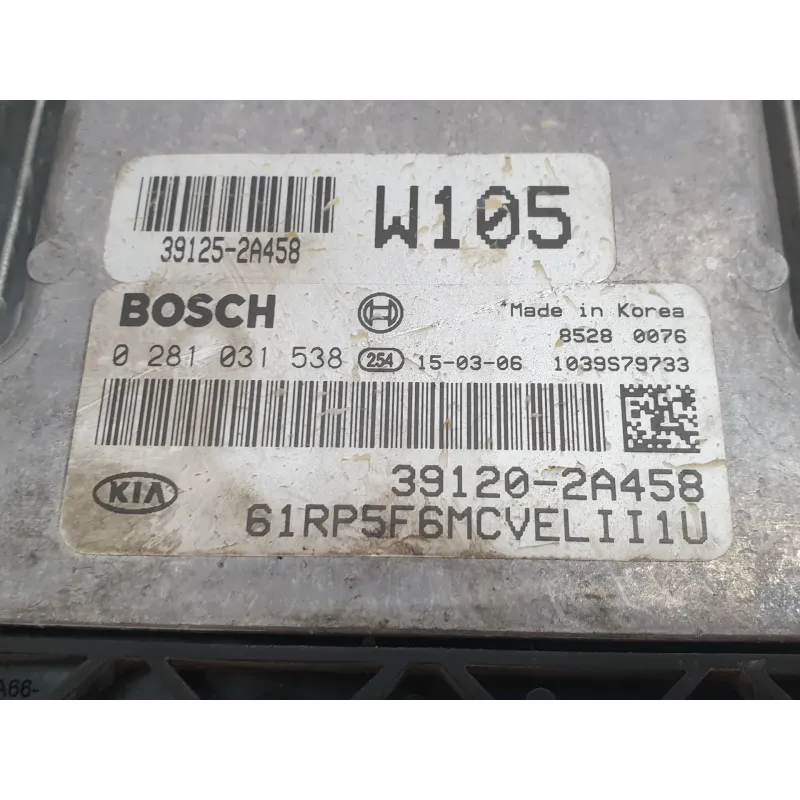 W105
39125-2A458
BOSCH
*Made in Korea
8528 0076
0 281 031 538 254 15-03-06 1039S79733
39120-2A458
KIA
61RP5F6MCVELII1U
A66-